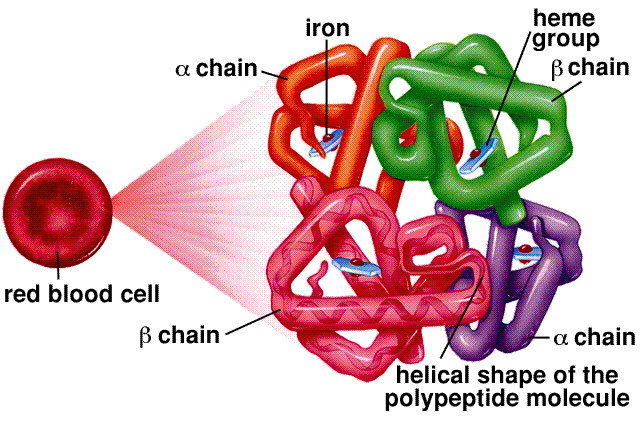 iron
heme
group
α chain
β chain
red blood cell
β chain
α chain
helical shape of the
polypeptide molecule